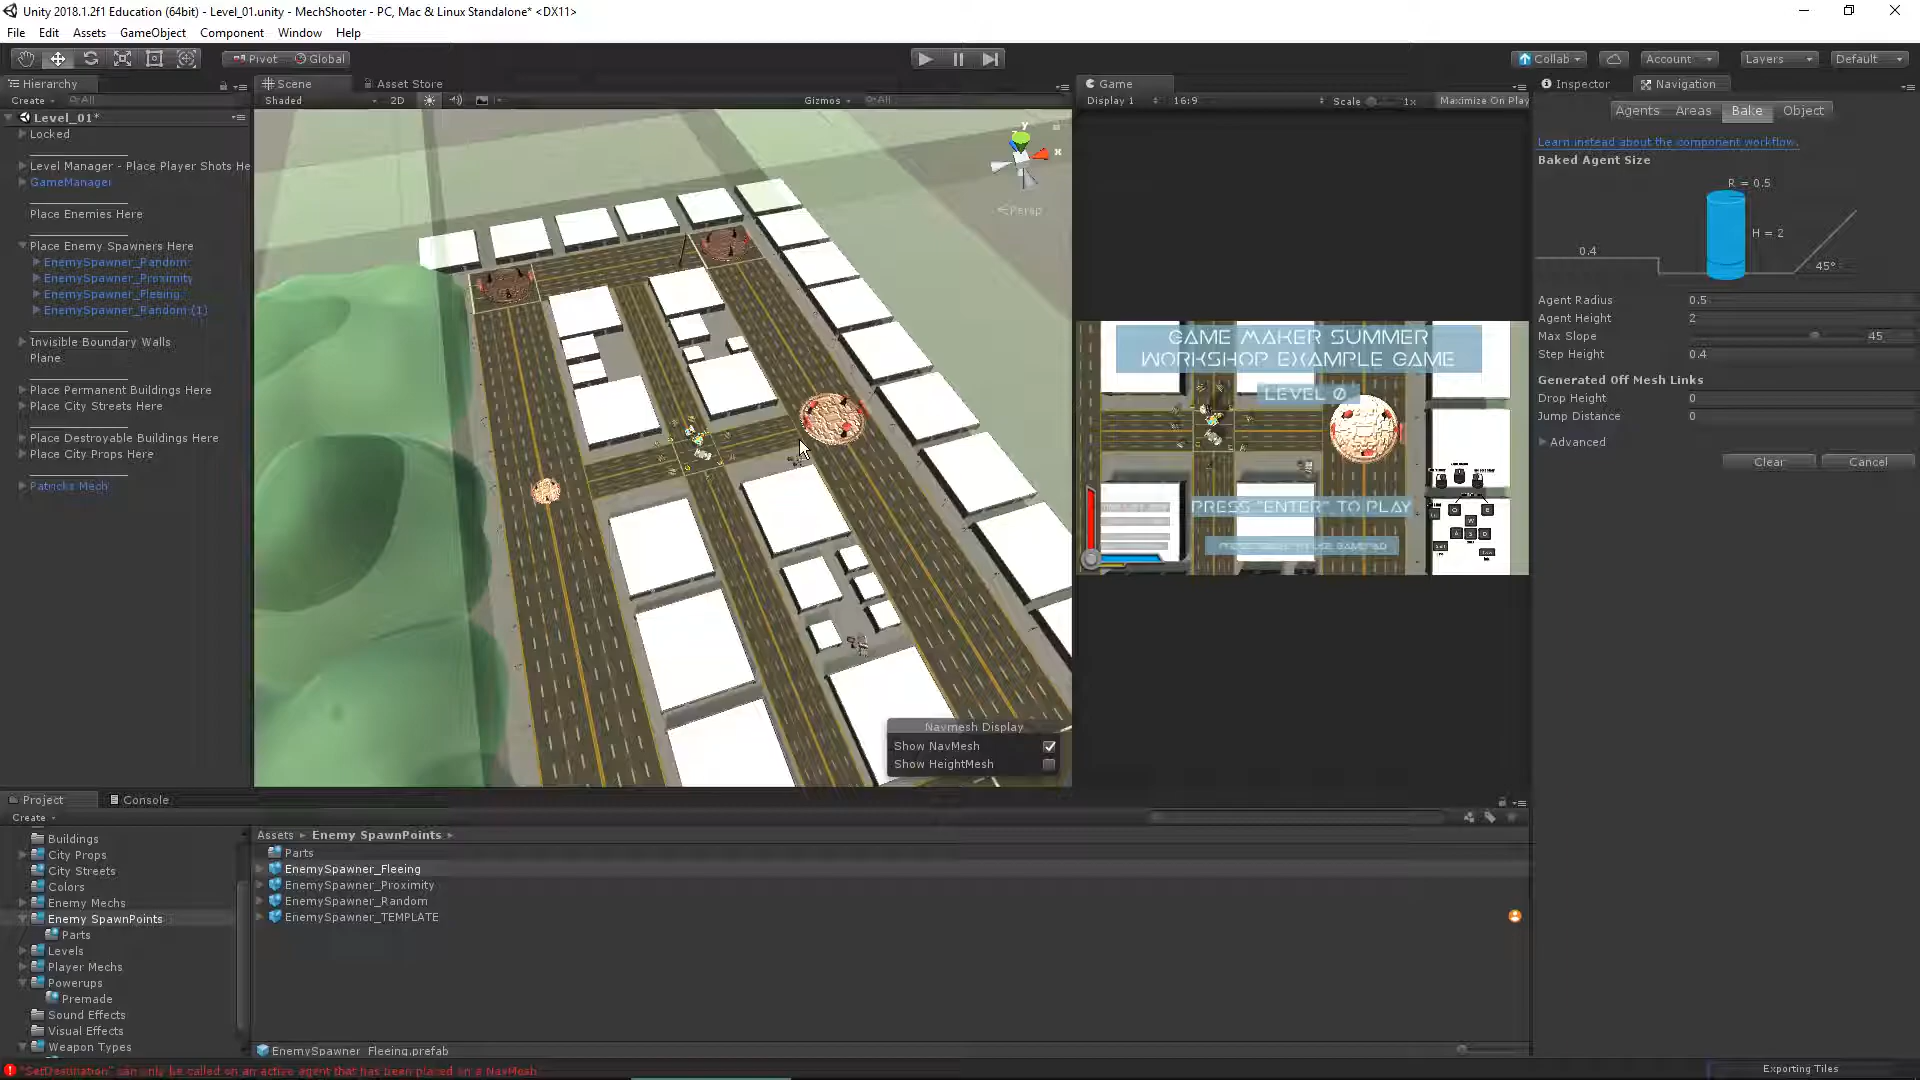 Unity 2018.1.2f1 Education (64bit) - Level_01.unity - MechShooter - PC, Mac & Linux Standalone* <DX11>
File Edit Assets GameObject Component Window Help
Pivot Global
Collab Account Layers Default
Hierarchy
Create All
Level_01*
Locked
Level Manager - Place Player Shots He
GameManager
Place Enemies Here
Place Enemy Spawners Here
EnemySpawner_Random
EnemySpawner_Proximity
EnemySpawner_Fleeing
EnemySpawner_Random (1)
Invisible Boundary Walls
Plane
Place Permanent Buildings Here
Place City Streets Here
Place Destroyable Buildings Here
Place City Props Here
Patricks Mech
Scene Asset Store
Shaded 2D Gizmos All
y
x
Persp
Navmesh Display
Show NavMesh
Show HeightMesh
Game
Display 1 16:9 Scale 1x Maximize On Play
GAME MAKER SUMMER
WORKSHOP EXAMPLE GAME
LEVEL 0
PRESS "ENTER" TO PLAY
Inspector Navigation
Agents Areas Bake Object
Learn instead about the component workflow.
Baked Agent Size
R = 0.5
H = 2
0.4
45°
Agent Radius 0.5
Agent Height 2
Max Slope 45
Step Height 0.4
Generated Off Mesh Links
Drop Height 0
Jump Distance 0
Advanced
Clear Cancel
Project Console
Create
Buildings
City Props
City Streets
Colors
Enemy Mechs
Enemy SpawnPoints
Parts
Levels
Player Mechs
Powerups
Premade
Sound Effects
Visual Effects
Weapon Types
Assets Enemy SpawnPoints
Parts
EnemySpawner_Fleeing
EnemySpawner_Proximity
EnemySpawner_Random
EnemySpawner_TEMPLATE
EnemySpawner_Fleeing.prefab
"SetDestination" can only be called on an active agent that has been placed on a NavMesh.
Exporting Tiles